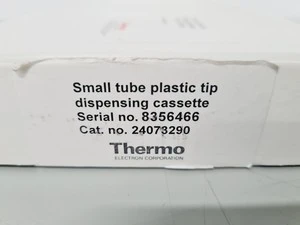 Small tube plastic tip
dispensing cassette
Serial no. 8356466
Cat. no. 24073290
Thermo
ELECTRON CORPORATION